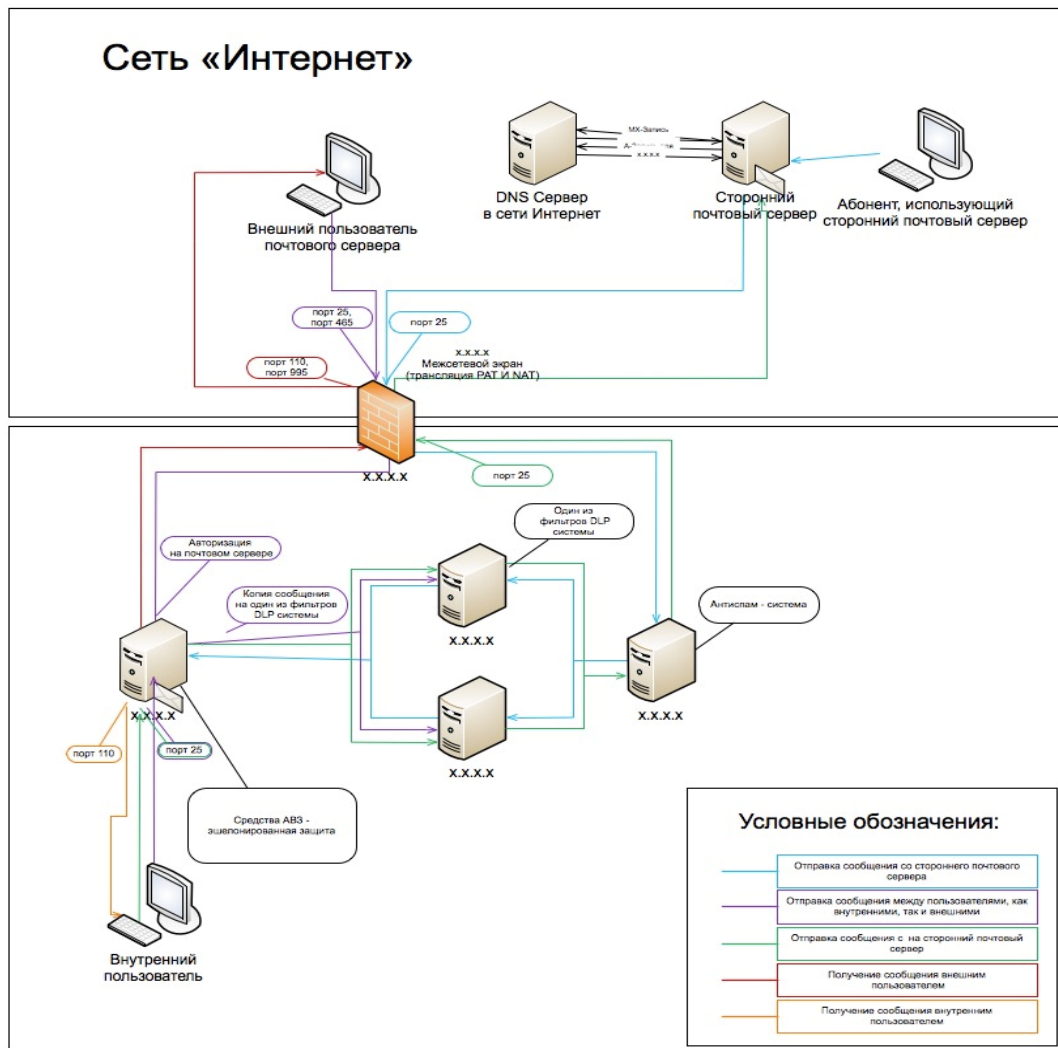 Сеть «Интернет»
MX-Запись
x.x.x.x
DNS Сервер
в сети Интернет
Сторонний
почтовый сервер
Абонент, использующий
сторонний почтовый сервер
Внешний пользователь
почтового сервера
порт 25,
порт 465
порт 25
порт 110,
порт 995
x.x.x.x
Межсетевой экран
(трансляция PAT И NAT)
x.x.x.x
порт 25
Один из
фильтров DLP
системы
Авторизация
на почтовом сервере
Копия сообщения
на один из фильтров
DLP системы
Антиспам - система
x.x.x.x
x.x.x.x
x.x.x.x
x.x.x.x
порт 110
порт 25
Средства АВЗ -
эшелонированная защита
Внутренний
пользователь
Условные обозначения:
Отправка сообщения со стороннего почтового
сервера
Отправка сообщения между пользователями, как
внутренними, так и внешними
Отправка сообщения с на сторонний почтовый
сервер
Получение сообщения внешним
пользователем
Получение сообщения внутренним
пользователем